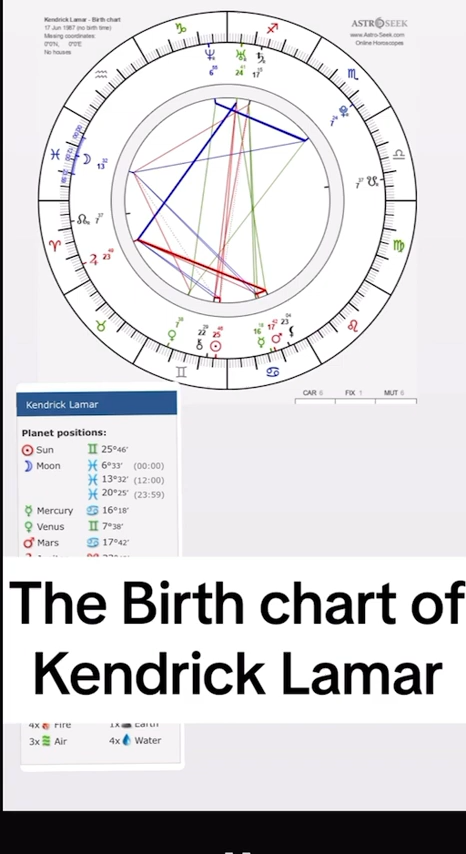 Kendrick Lamar - Birth chart
17 Jun 1987 (no birth time)
Missing coordinates
0°0'N, 0°0'E
No houses
ASTRO SEEK
www.Astro-Seek.com
Online Horoscopes
CAR 6 FIX 1 MUT 6
Kendrick Lamar
Planet positions:
Sun 25°46'
Moon 6°33' (00:00)
13°32' (12:00)
20°25' (23:59)
Mercury 16°18'
Venus 7°38'
Mars 17°42'
The Birth chart of
Kendrick Lamar
4x Fire 1x Earth
3x Air 4x Water